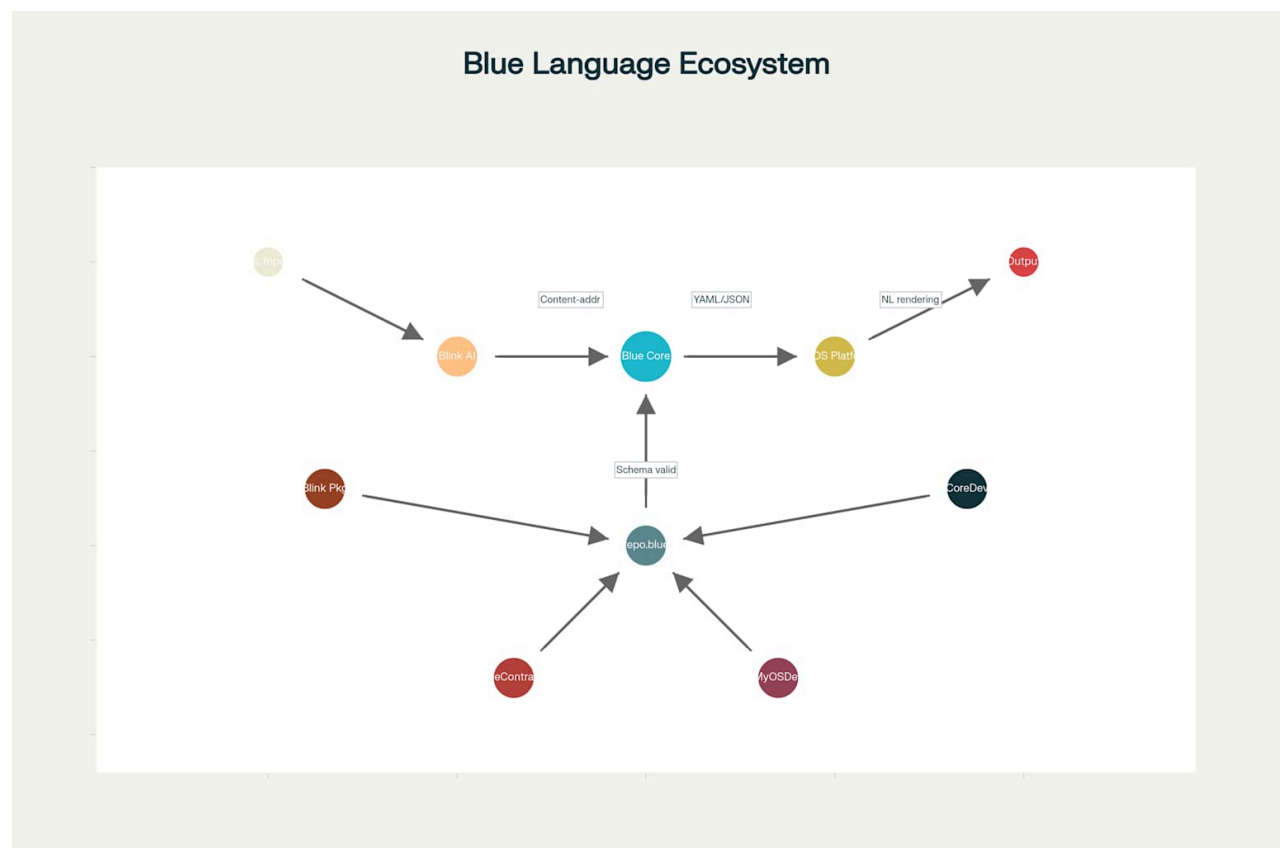 Blue Language Ecosystem
Output
Content-addr
YAML/JSON
NL rendering
Blink AI
Blue Core
OS Platf
Schema valid
Blink Pkg
CoreDev
epo.blue
eContra
MyOSDe